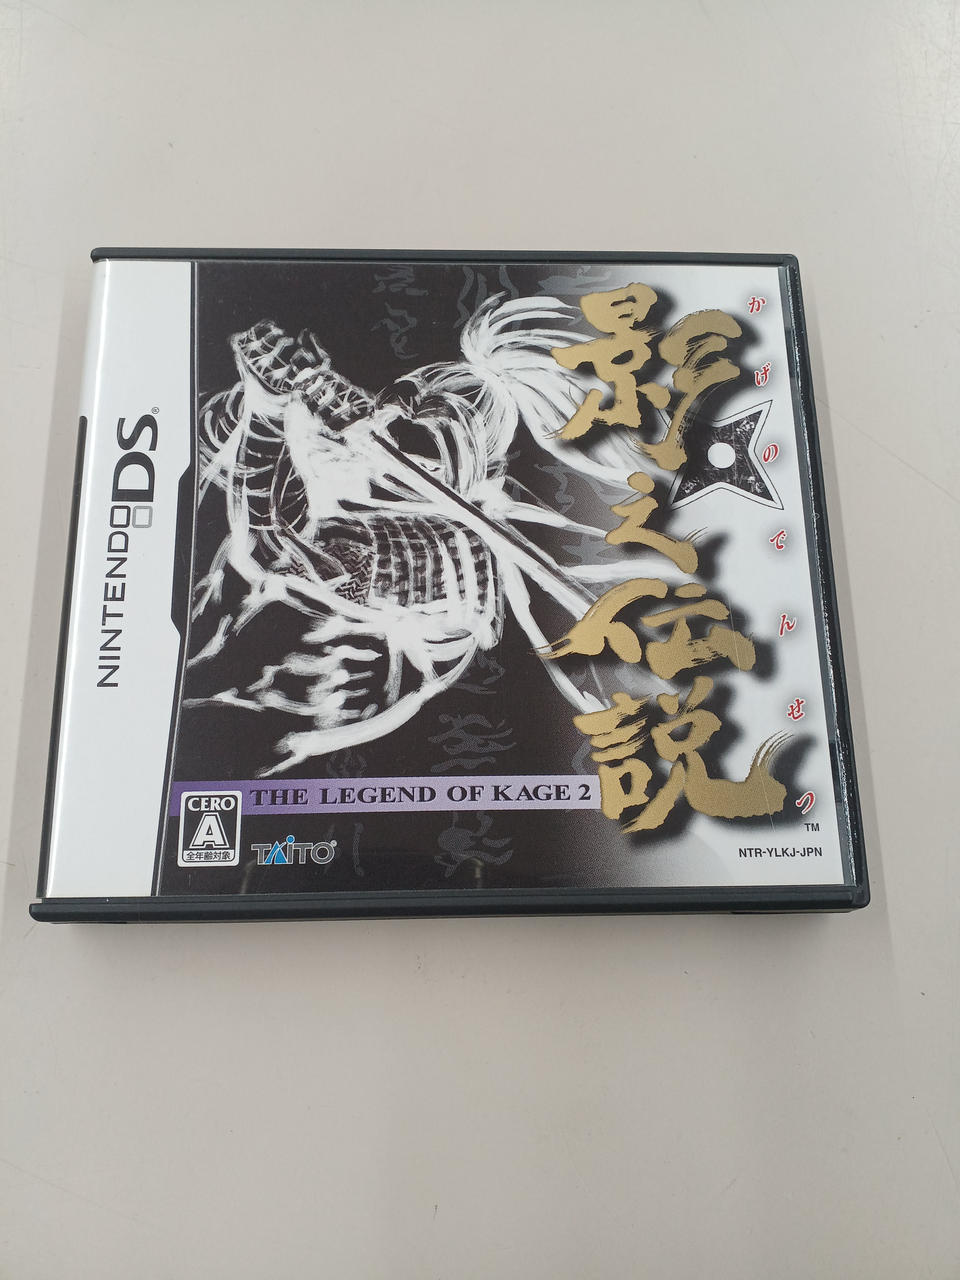 NINTENDO DS®
影之伝説
かげのでんせつ
THE LEGEND OF KAGE 2
CERO
A
全年齢対象
TAITO®
TM
NTR-YLKJ-JPN